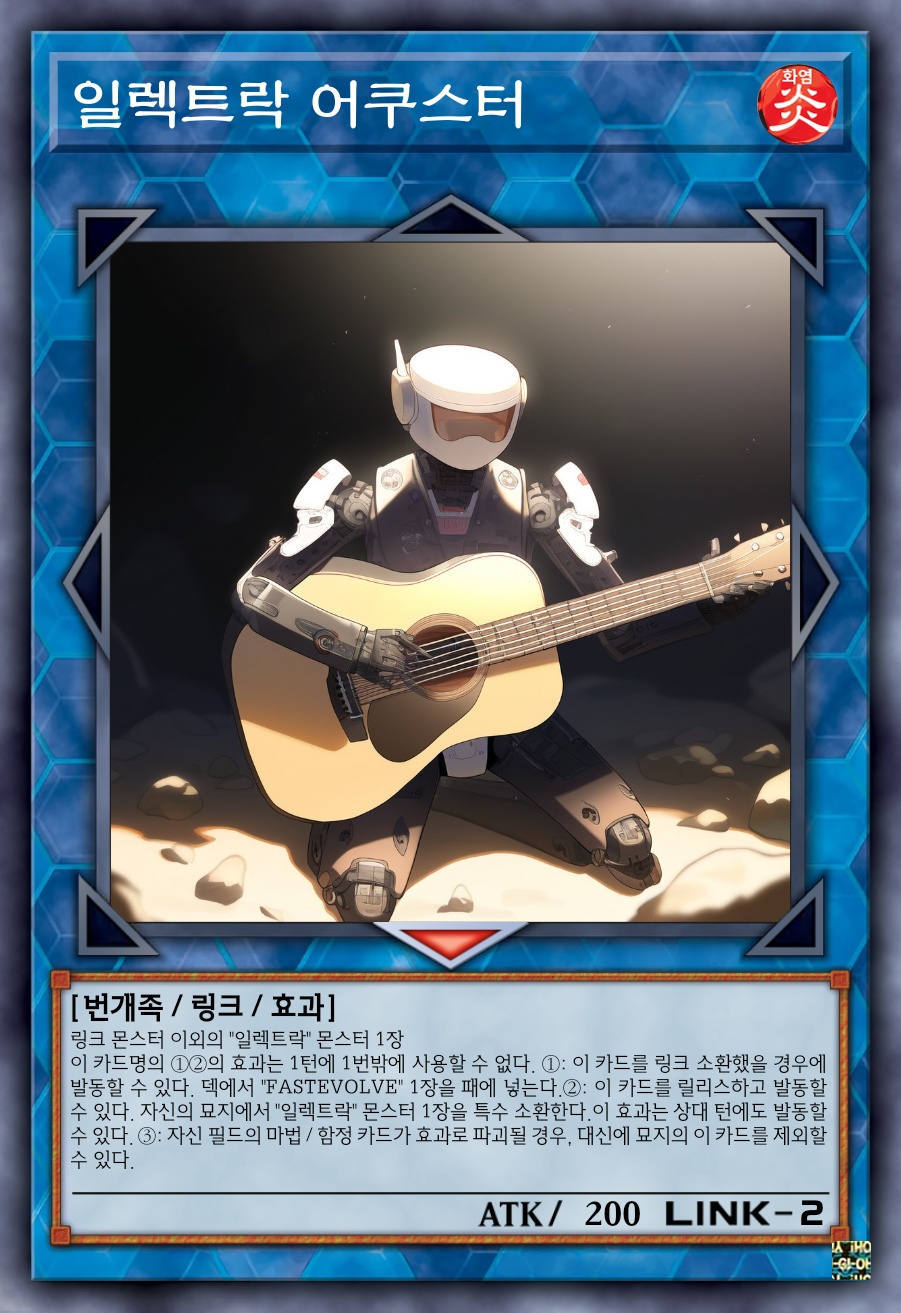 일렉트락 어쿠스터
화염
炎
[번개족 / 링크 / 효과]
링크 몬스터 이외의 "일렉트락" 몬스터 1장
이 카드명의 ①②의 효과는 1턴에 1번밖에 사용할 수 없다. ①: 이 카드를 링크 소환했을 경우에
발동할 수 있다. 덱에서 "FASTEVOLVE" 1장을 패에 넣는다.②: 이 카드를 릴리스하고 발동할
수 있다. 자신의 묘지에서 "일렉트락" 몬스터 1장을 특수 소환한다.이 효과는 상대 턴에도 발동할
수 있다. ③: 자신 필드의 마법 / 함정 카드가 효과로 파괴될 경우, 대신에 묘지의 이 카드를 제외할
수 있다.
ATK / 200 LINK-2